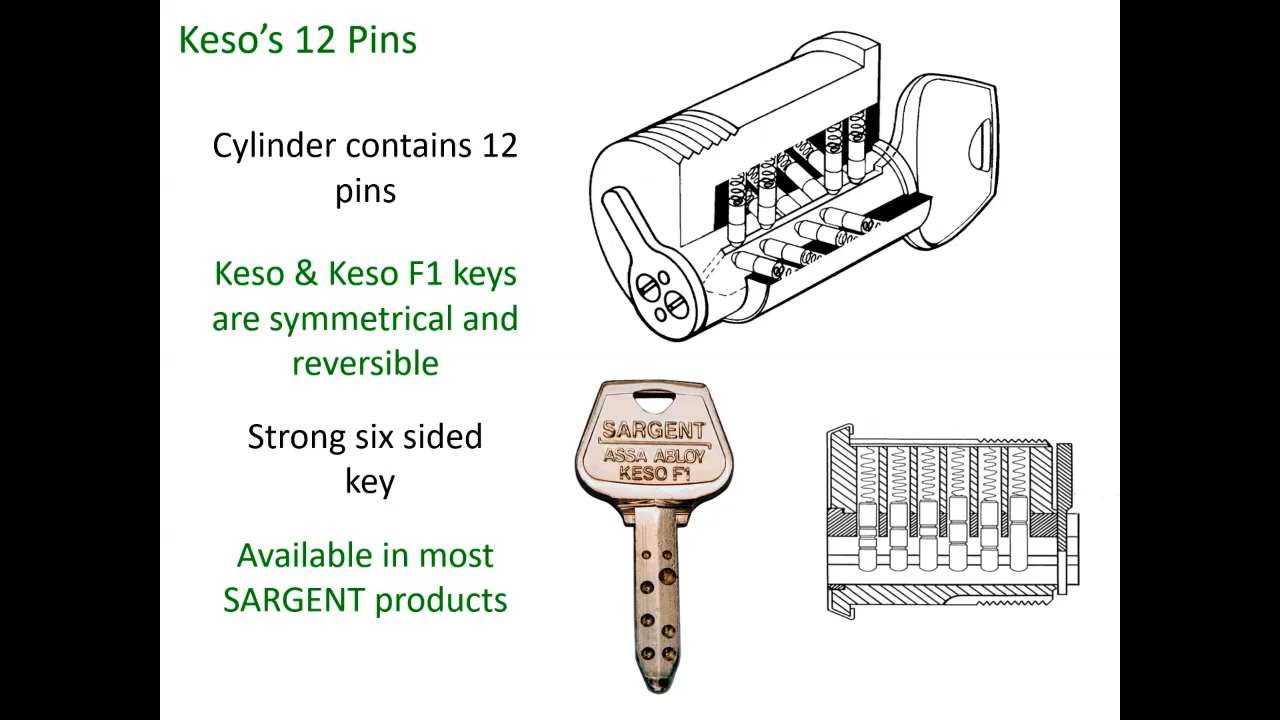 Keso’s 12 Pins
Cylinder contains 12
pins
Keso & Keso F1 keys
are symmetrical and
reversible
Strong six sided
key
Available in most
SARGENT products
SARGENT
ASSA ABLOY
KESO F1